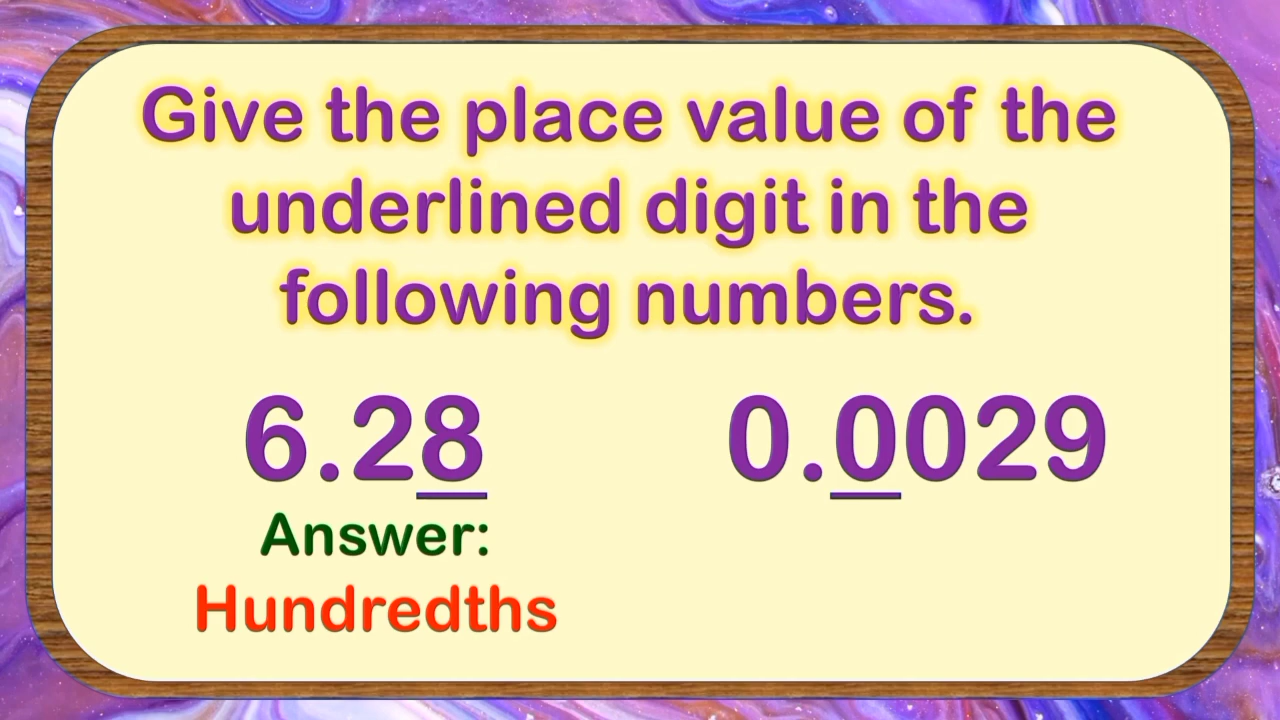 Give the place value of the
underlined digit in the
following numbers.
6.28 0.0029
Answer:
Hundredths